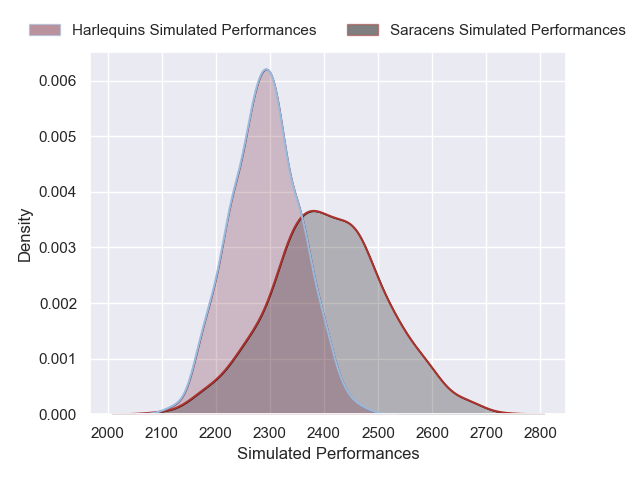 Harlequins Simulated Performances Saracens Simulated Performances
0.006
0.005
0.004
0.003
0.002
0.001
0.000
Density
2000 2100 2200 2300 2400 2500 2600 2700 2800
Simulated Performances